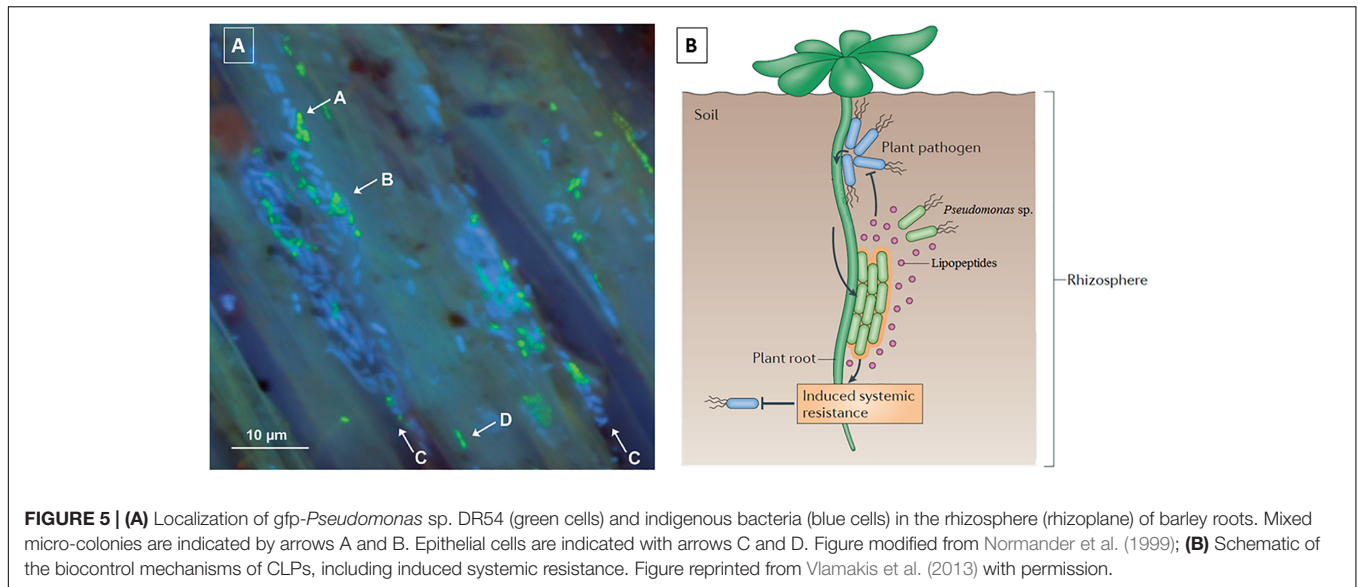 A
A
B
C
D
C
10 µm
B
Soil
Plant pathogen
Pseudomonas sp.
Lipopeptides
Rhizosphere
Plant root
Induced systemic
resistance
FIGURE 5 | (A) Localization of gfp-Pseudomonas sp. DR54 (green cells) and indigenous bacteria (blue cells) in the rhizosphere (rhizoplane) of barley roots. Mixed
micro-colonies are indicated by arrows A and B. Epithelial cells are indicated with arrows C and D. Figure modified from Normander et al. (1999); (B) Schematic of
the biocontrol mechanisms of CLPs, including induced systemic resistance. Figure reprinted from Vlamakis et al. (2013) with permission.